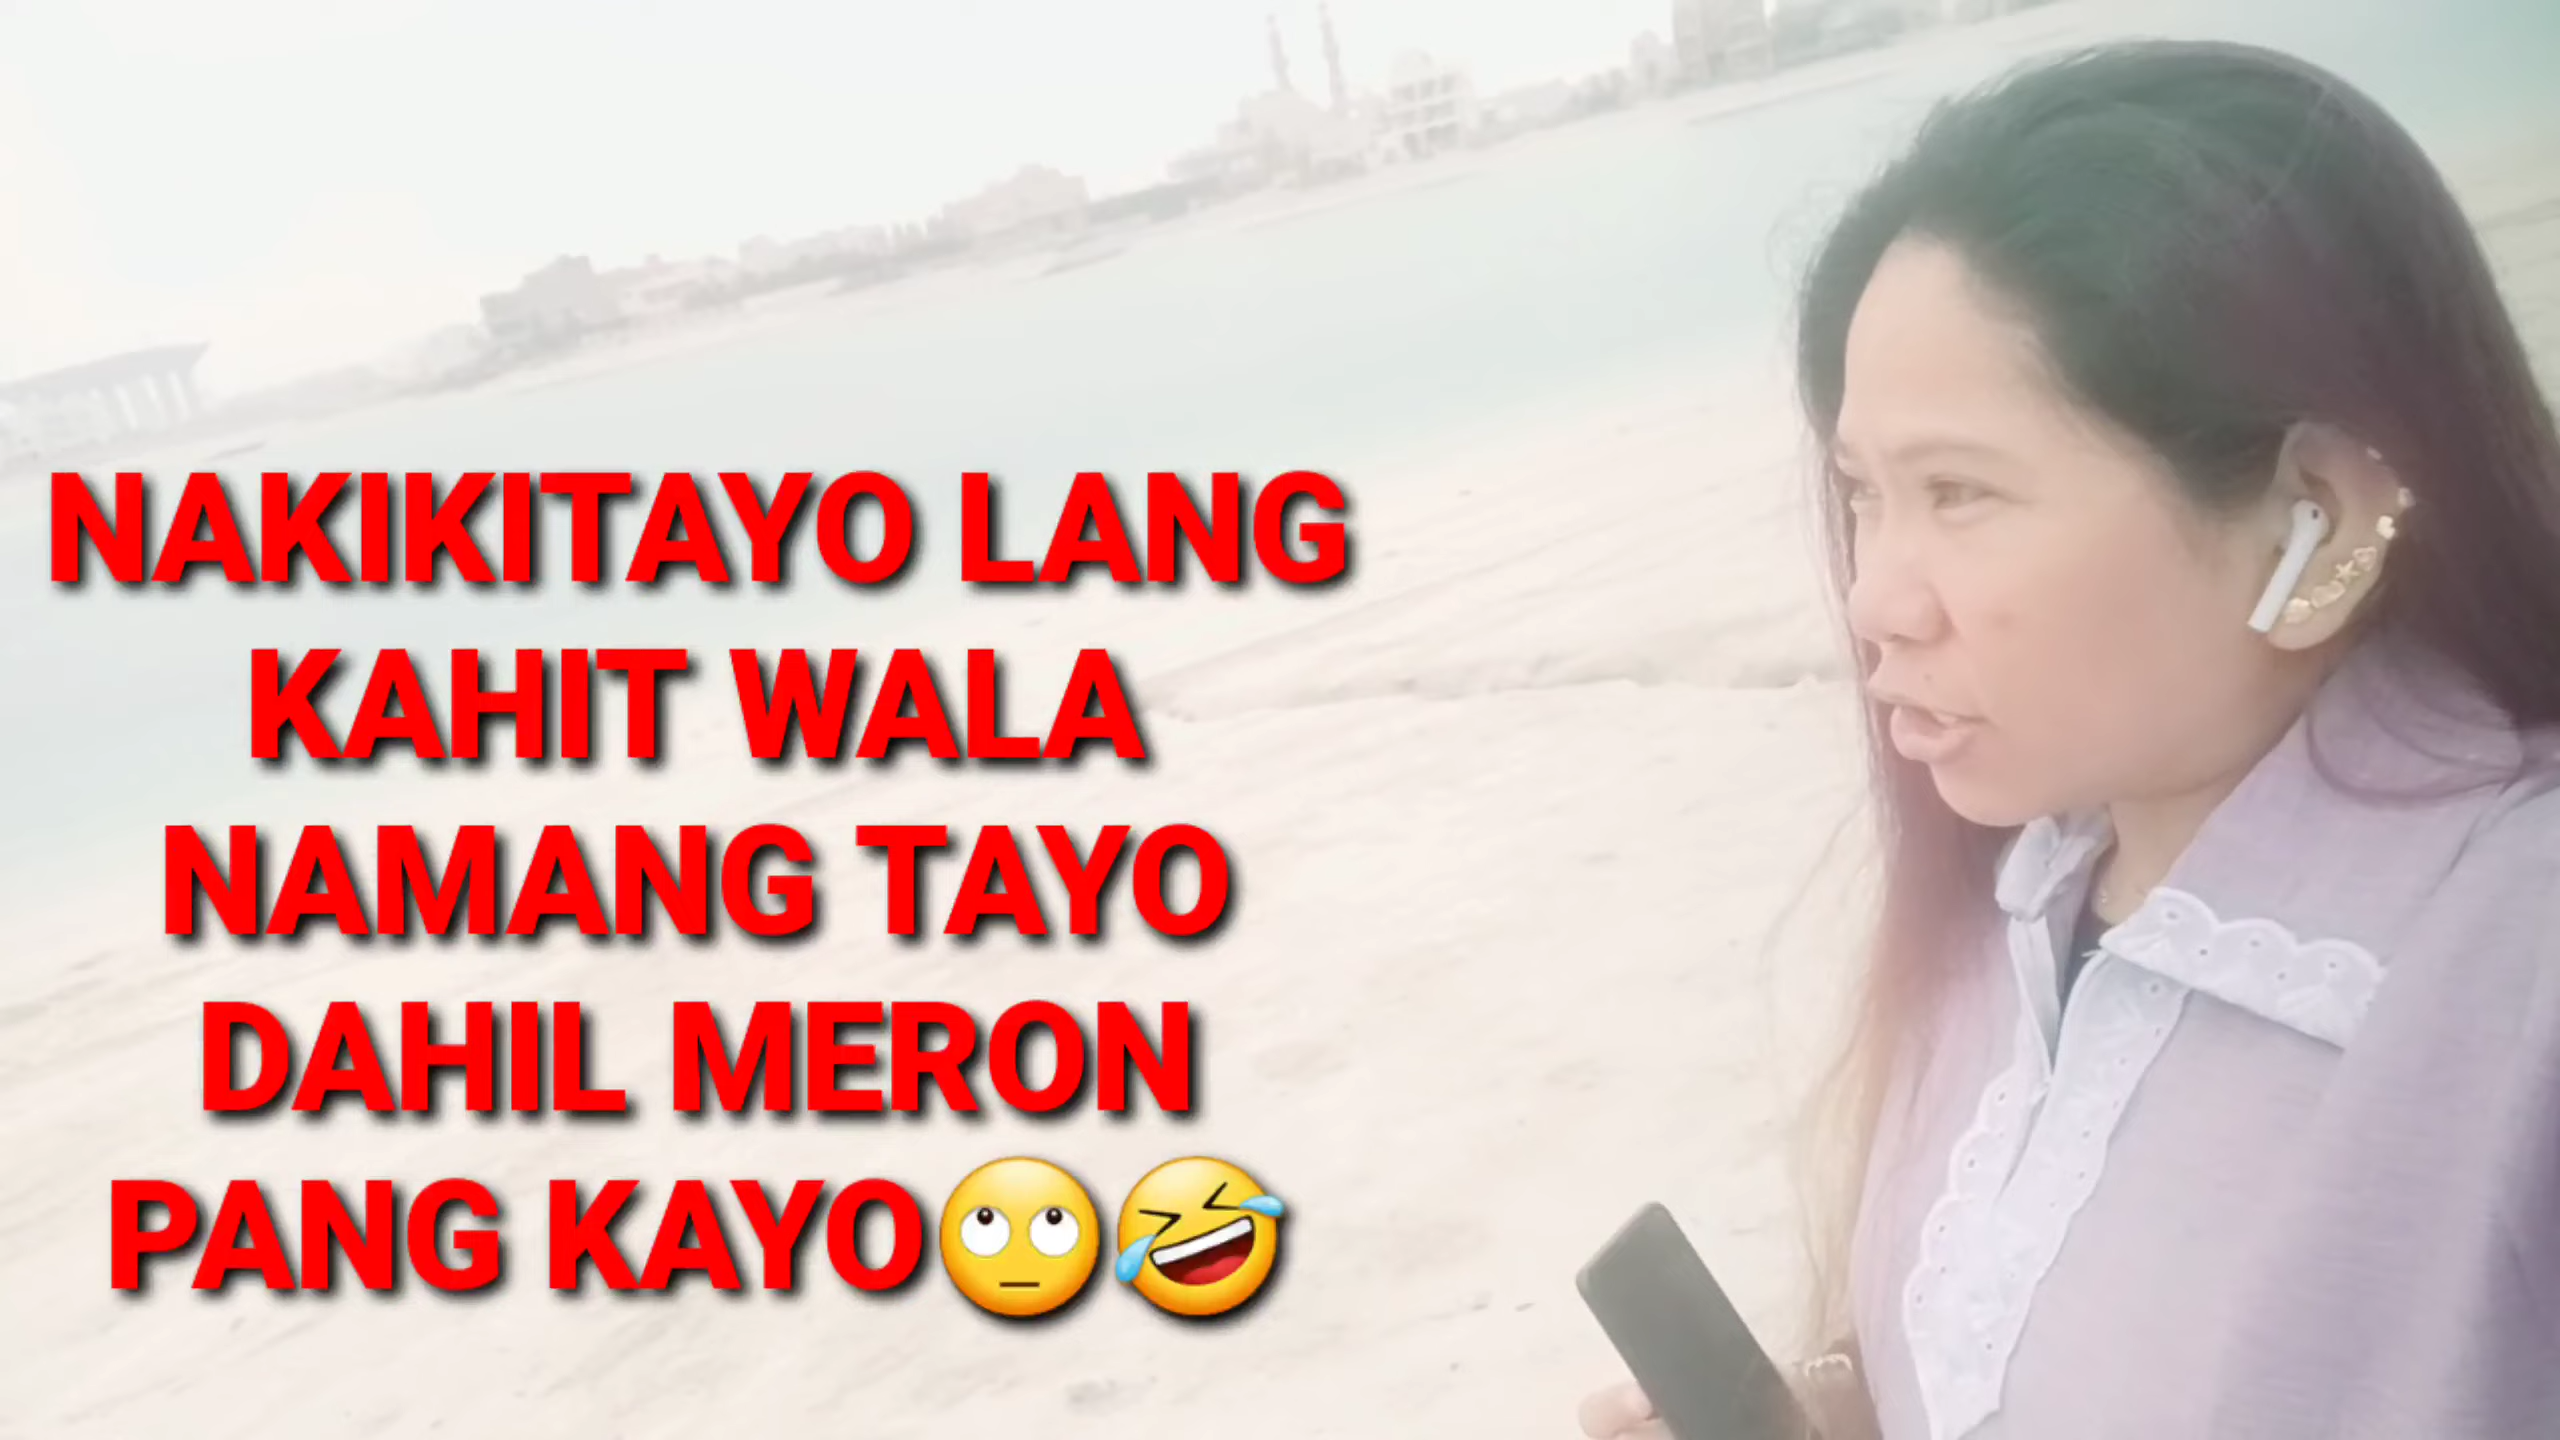 NAKIKITAYO LANG
KAHIT WALA
NAMANG TAYO
DAHIL MERON
PANG KAYO🙄🤣